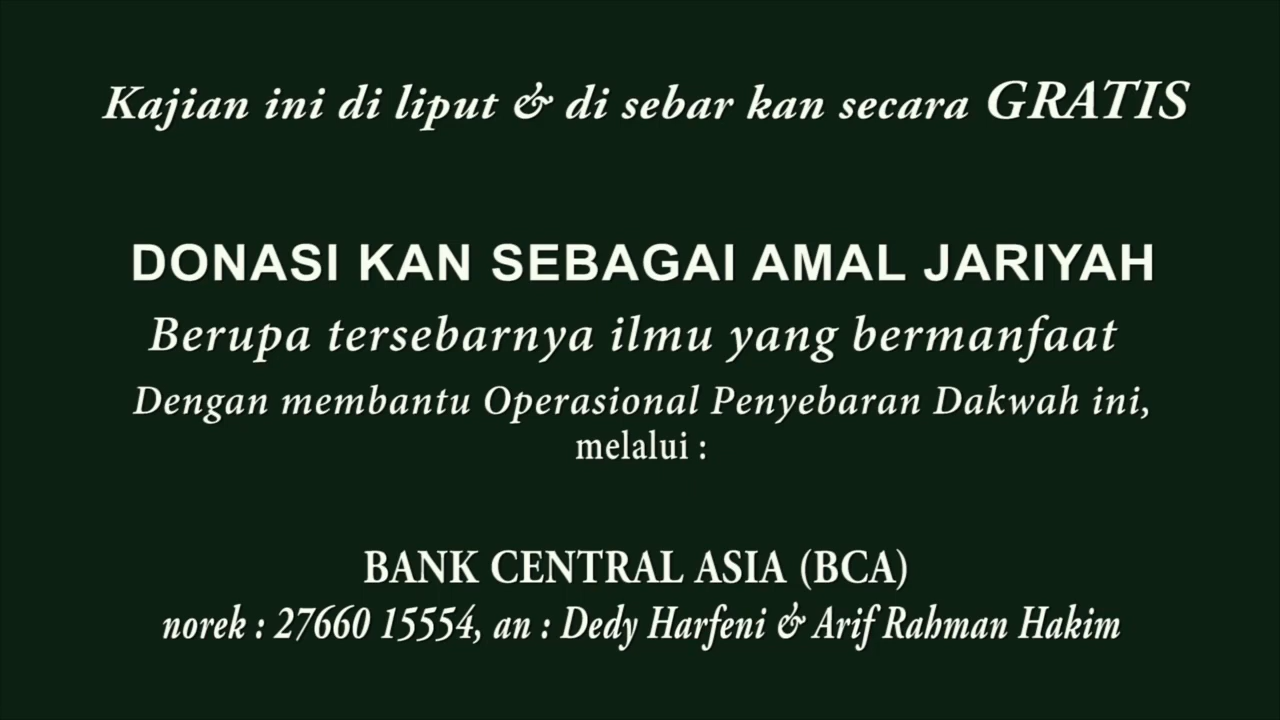 Kajian ini di liput & di sebar kan secara GRATIS
DONASI KAN SEBAGAI AMAL JARIYAH
Berupa tersebarnya ilmu yang bermanfaat
Dengan membantu Operasional Penyebaran Dakwah ini,
melalui :
BANK CENTRAL ASIA (BCA)
norek : 27660 15554, an : Dedy Harfeni & Arif Rahman Hakim